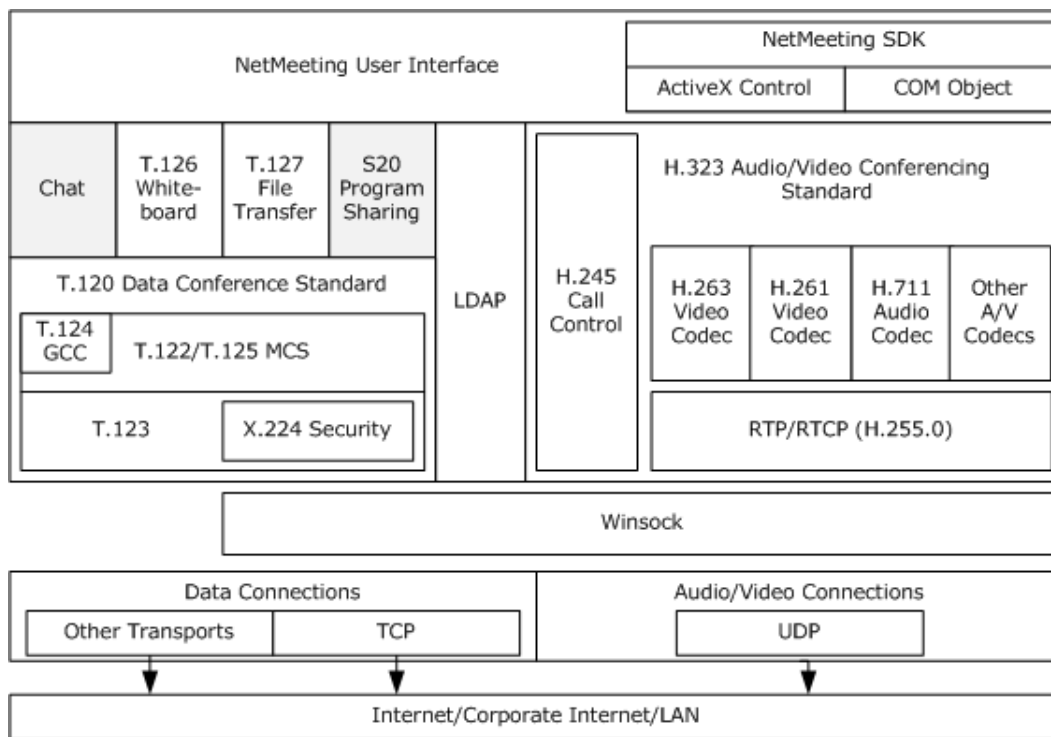 NetMeeting User Interface
NetMeeting SDK
ActiveX Control
COM Object
Chat
T.126
White-
board
T.127
File
Transfer
S20
Program
Sharing
T.120 Data Conference Standard
T.124
GCC
T.122/T.125 MCS
T.123
X.224 Security
LDAP
H.245
Call
Control
H.323 Audio/Video Conferencing
Standard
H.263
Video
Codec
H.261
Video
Codec
H.711
Audio
Codec
Other
A/V
Codecs
RTP/RTCP (H.255.0)
Winsock
Data Connections
Other Transports
TCP
Audio/Video Connections
UDP
Internet/Corporate Internet/LAN